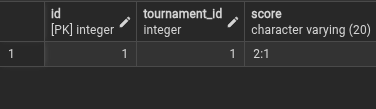 id tournament_id score
[PK] integer integer character varying (20)
1 1 1 2:1